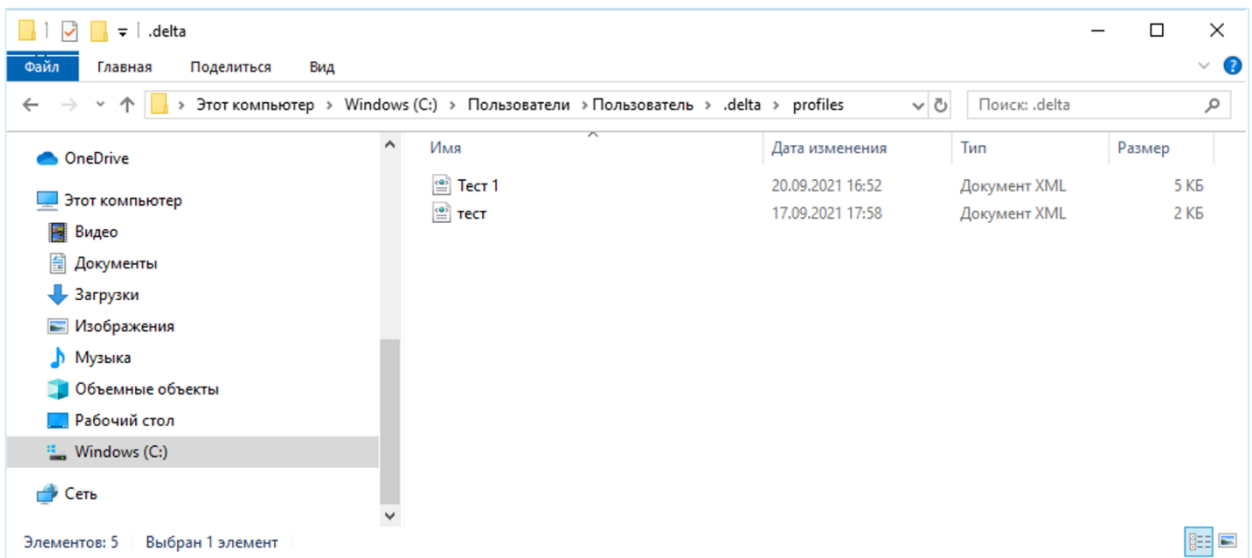 .delta
Файл Главная Поделиться Вид
Этот компьютер > Windows (C:) > Пользователи > Пользователь > .delta > profiles Поиск: .delta
Имя Дата изменения Тип Размер
OneDrive
Этот компьютер
Видео
Документы
Загрузки
Изображения
Музыка
Объемные объекты
Рабочий стол
Windows (C:)
Сеть
Тест 1 20.09.2021 16:52 Документ XML 5 КБ
тест 17.09.2021 17:58 Документ XML 2 КБ
Элементов: 5 Выбран 1 элемент